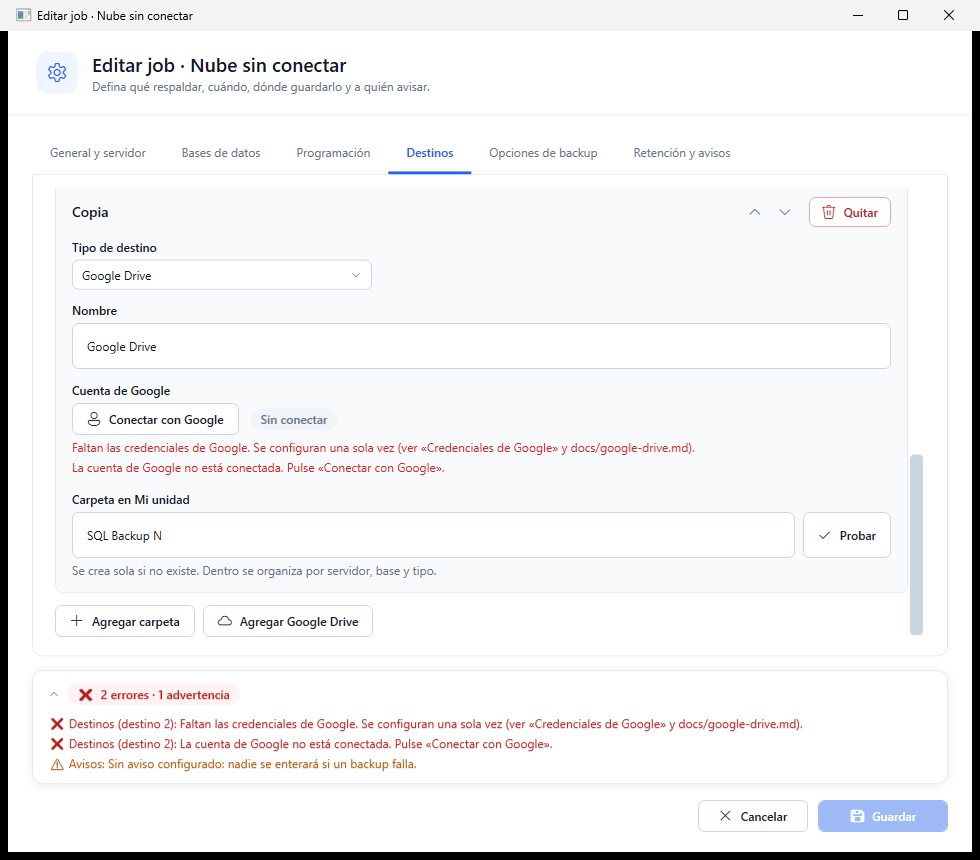 Editar job · Nube sin conectar
Editar job · Nube sin conectar
Defina qué respaldar, cuándo, dónde guardarlo y a quién avisar.
General y servidor Bases de datos Programación Destinos Opciones de backup Retención y avisos
Copia Quitar
Tipo de destino
Google Drive
Nombre
Google Drive
Cuenta de Google
Conectar con Google Sin conectar
Faltan las credenciales de Google. Se configuran una sola vez (ver «Credenciales de Google» y docs/google-drive.md).
La cuenta de Google no está conectada. Pulse «Conectar con Google».
Carpeta en Mi unidad
SQL Backup N Probar
Se crea sola si no existe. Dentro se organiza por servidor, base y tipo.
Agregar carpeta Agregar Google Drive
2 errores · 1 advertencia
Destinos (destino 2): Faltan las credenciales de Google. Se configuran una sola vez (ver «Credenciales de Google» y docs/google-drive.md).
Destinos (destino 2): La cuenta de Google no está conectada. Pulse «Conectar con Google».
Avisos: Sin aviso configurado: nadie se enterará si un backup falla.
Cancelar Guardar